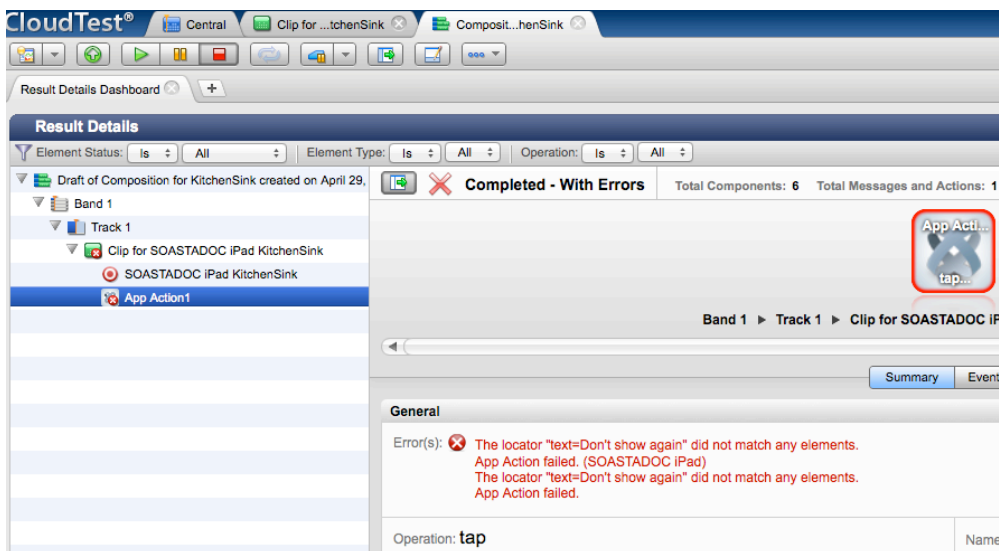 CloudTest®
Central
Clip for ...tchenSink
Composit...henSink
Result Details Dashboard
+
Result Details
Element Status: Is All Element Type: Is All Operation: Is All
Draft of Composition for KitchenSink created on April 29,
Band 1
Track 1
Clip for SOASTADOC iPad KitchenSink
SOASTADOC iPad KitchenSink
App Action1
Completed - With Errors
Total Components: 6 Total Messages and Actions: 1
App Acti...
tap...
Band 1 ▶ Track 1 ▶ Clip for SOASTADOC iP
Summary
Event
General
Error(s): The locator "text=Don't show again" did not match any elements.
App Action failed. (SOASTADOC iPad)
The locator "text=Don't show again" did not match any elements.
App Action failed.
Operation: tap
Name